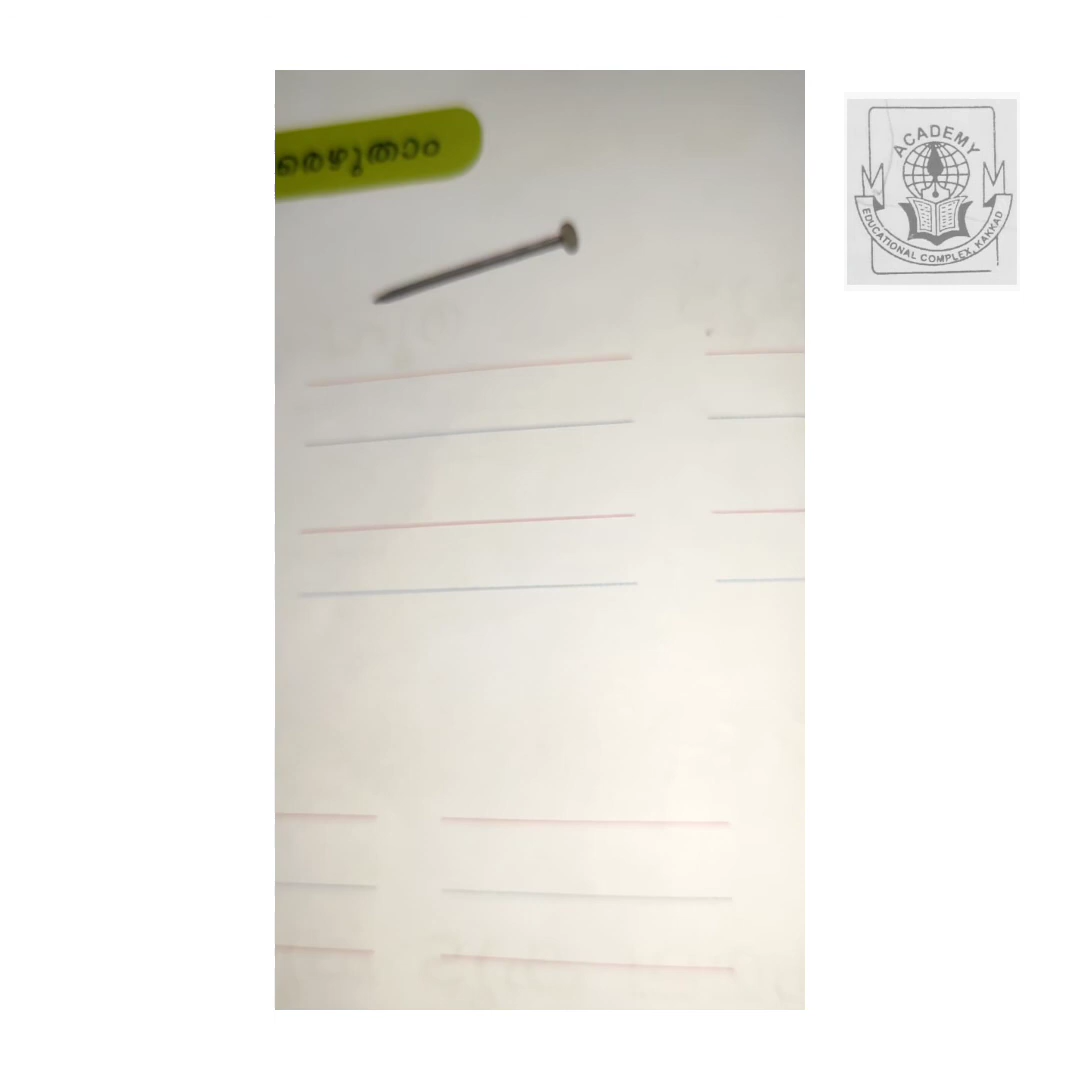 രെഴുതാം
ACADEMY
M M
EDUCATIONAL COMPLEX, KAKKAD